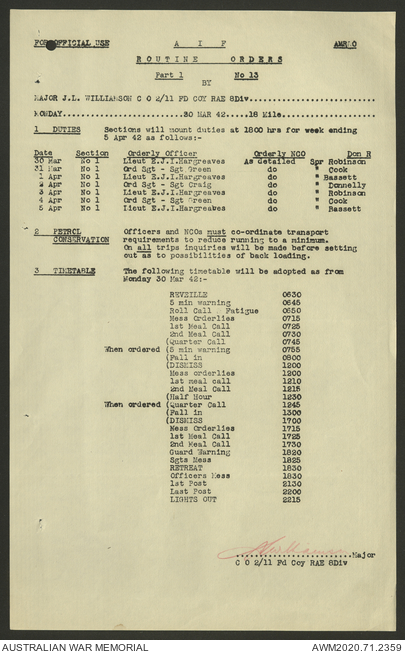 FOR OFFICIAL USE A I F
ROUTINE ORDERS
Part 1 No 13
BY
MAJOR J.L. WILLIAMSON C O 2/11 FD COY RAE 8Div
MONDAY 30 MAR 42 18 Mile.
1 DUTIES Sections will mount duties at 1800 hrs for week ending
5 Apr 42 as follows:-
Date Section Orderly Officer Orderly NCO Don R
30 Mar No 1 Lieut E.J.I.Hargreaves As detailed Spr Robinson
31 Mar No 1 Ord Sgt - Sgt Green do " Cook
1 Apr No 1 Lieut E.J.I.Hargreaves do " Bassett
2 Apr No 1 Ord Sgt - Sgt Craig do " Donnelly
3 Apr No 1 Lieut E.J.I.Hargreaves do " Robinson
4 Apr No 1 Ord Sgt - Sgt Green do " Cook
5 Apr No 1 Lieut E.J.I.Hargreaves do " Bassett
2 PETROL Officers and NCOs must co-ordinate transport
CONSERVATION requirements to reduce running to a minimum.
On all trips inquiries will be made before setting
out as to possibilities of back loading.
3 TIMETABLE The following timetable will be adopted as from
Monday 30 Mar 42:-
REVEILLE 0630
5 min warning 0645
Roll Call Fatigue 0650
Mess Orderlies 0715
1st Meal Call 0725
2nd Meal Call 0730
(Quarter Call 0745
When ordered (5 min warning 0755
(Fall in 0800
(DISMISS 1200
Mess orderlies 1200
1st meal call 1210
2nd Meal Call 1215
(Half Hour 1230
When ordered (Quarter Call 1245
(Fall in 1300
(DISMISS 1700
Mess Orderlies 1715
1st Meal Call 1725
2nd Meal Call 1730
Guard Warning 1820
Sgts Mess 1825
RETREAT 1830
Officers Mess 1830
1st Post 2130
Last Post 2200
LIGHTS OUT 2215
Major
C O 2/11 Fd Coy RAE 8Div
AUSTRALIAN WAR MEMORIAL AWM2020.71.2359